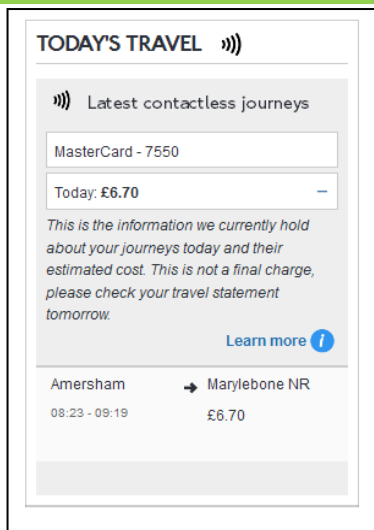 TODAY'S TRAVEL
Latest contactless journeys
MasterCard - 7550
Today: £6.70 –
This is the information we currently hold
about your journeys today and their
estimated cost. This is not a final charge,
please check your travel statement
tomorrow.
Learn more i
Amersham → Marylebone NR
08:23 - 09:19 £6.70